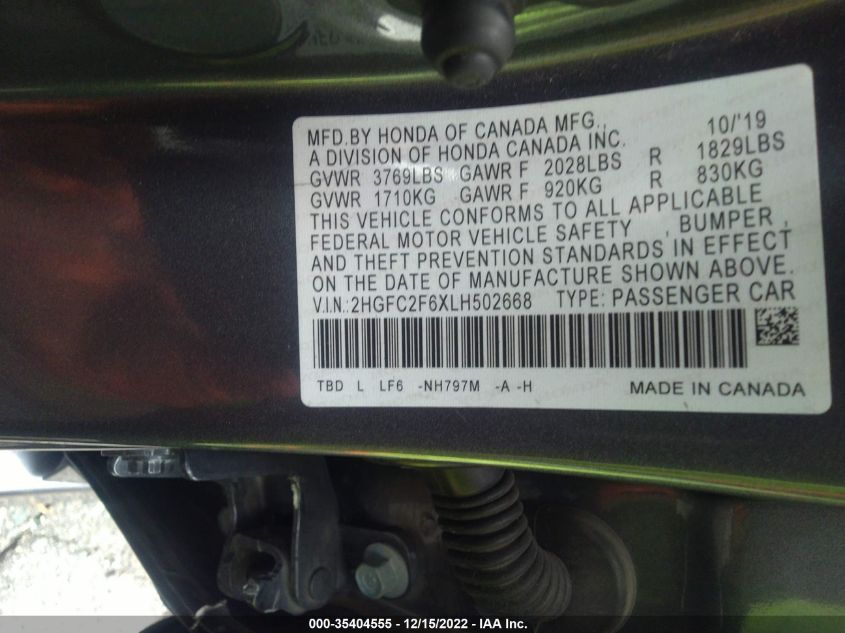 MFD.BY HONDA OF CANADA MFG., 10/'19
A DIVISION OF HONDA CANADA INC.
GVWR 3769LBS GAWR F 2028LBS R 1829LBS
GVWR 1710KG GAWR F 920KG R 830KG
THIS VEHICLE CONFORMS TO ALL APPLICABLE
FEDERAL MOTOR VEHICLE SAFETY , BUMPER ,
AND THEFT PREVENTION STANDARDS IN EFFECT
ON THE DATE OF MANUFACTURE SHOWN ABOVE.
V.I.N.:2HGFC2F6XLH502668 TYPE: PASSENGER CAR
TBD L LF6 -NH797M -A -H MADE IN CANADA
000-35404555 - 12/15/2022 - IAA Inc.